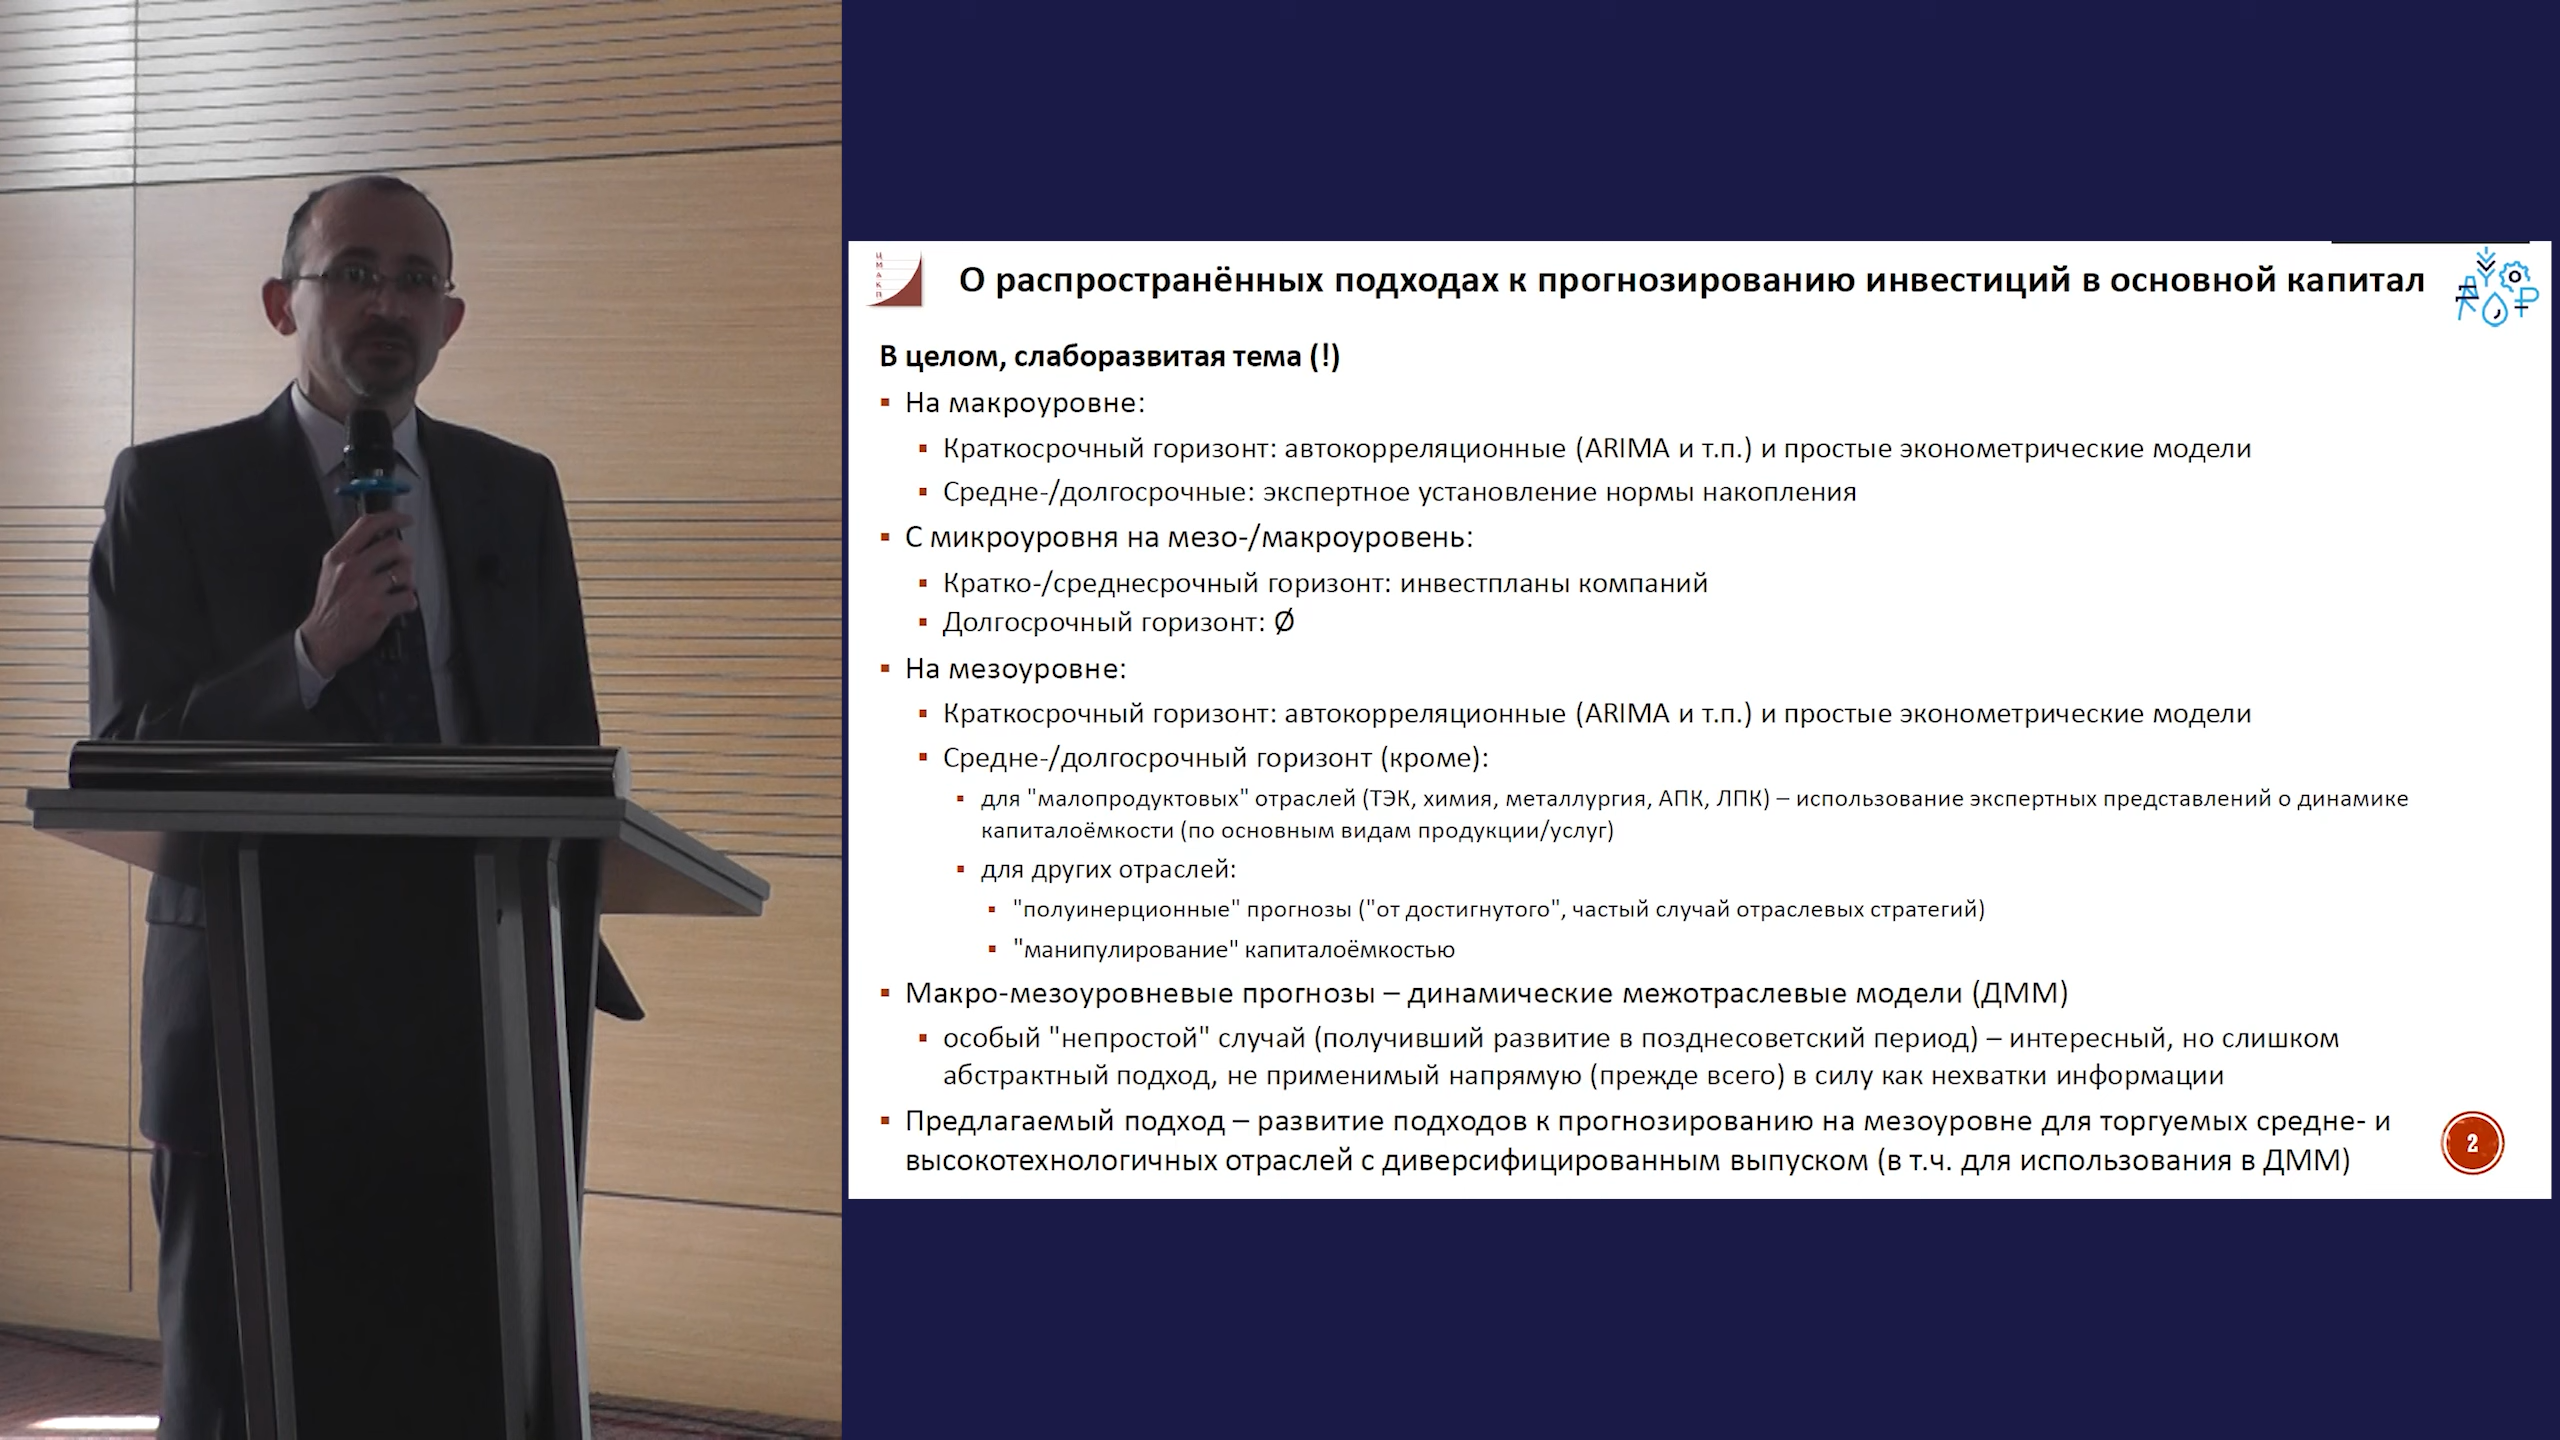 ЦМАКП
О распространённых подходах к прогнозированию инвестиций в основной капитал
В целом, слаборазвитая тема (!)
На макроуровне:
Краткосрочный горизонт: автокорреляционные (ARIMA и т.п.) и простые эконометрические модели
Средне-/долгосрочные: экспертное установление нормы накопления
С микроуровня на мезо-/макроуровень:
Кратко-/среднесрочный горизонт: инвестпланы компаний
Долгосрочный горизонт: Ø
На мезоуровне:
Краткосрочный горизонт: автокорреляционные (ARIMA и т.п.) и простые эконометрические модели
Средне-/долгосрочный горизонт (кроме):
для "малопродуктовых" отраслей (ТЭК, химия, металлургия, АПК, ЛПК) – использование экспертных представлений о динамике
капиталоёмкости (по основным видам продукции/услуг)
для других отраслей:
"полуинерционные" прогнозы ("от достигнутого", частый случай отраслевых стратегий)
"манипулирование" капиталоёмкостью
Макро-мезоуровневые прогнозы – динамические межотраслевые модели (ДММ)
особый "непростой" случай (получивший развитие в позднесоветский период) – интересный, но слишком
абстрактный подход, не применимый напрямую (прежде всего) в силу как нехватки информации
Предлагаемый подход – развитие подходов к прогнозированию на мезоуровне для торгуемых средне- и
высокотехнологичных отраслей с диверсифицированным выпуском (в т.ч. для использования в ДММ)
2